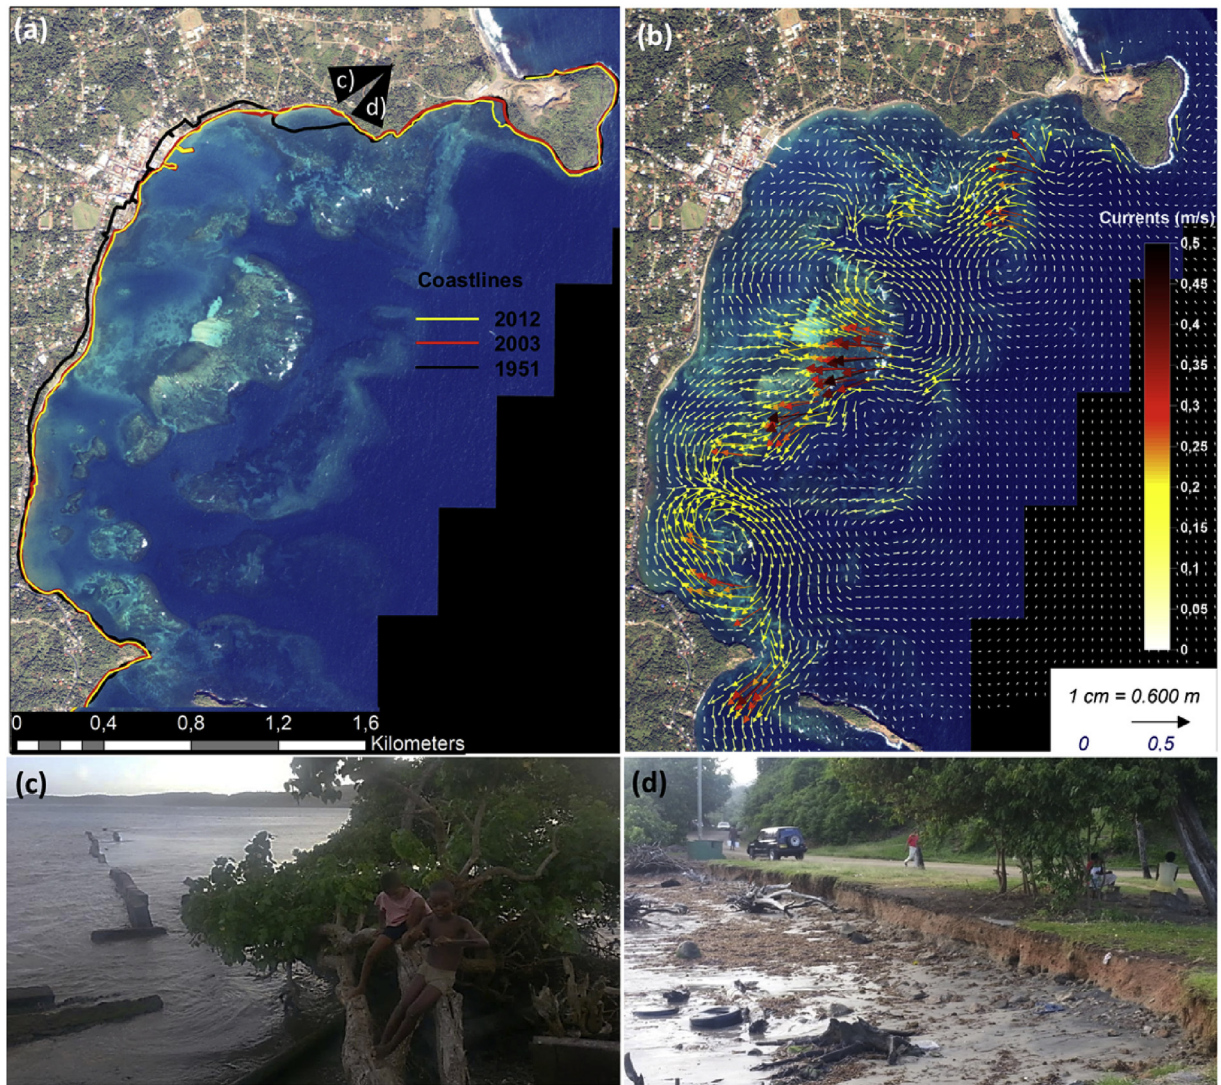 (a)
c)
d)
Coastlines
2012
2003
1951
0
0,4
0,8
1,2
1,6
Kilometers
(b)
Currents (m/s)
0,5
0,45
0,4
0,35
0,3
0,25
0,2
0,15
0,1
0,05
0
1 cm = 0.600 m
0
0,5
(c)
(d)